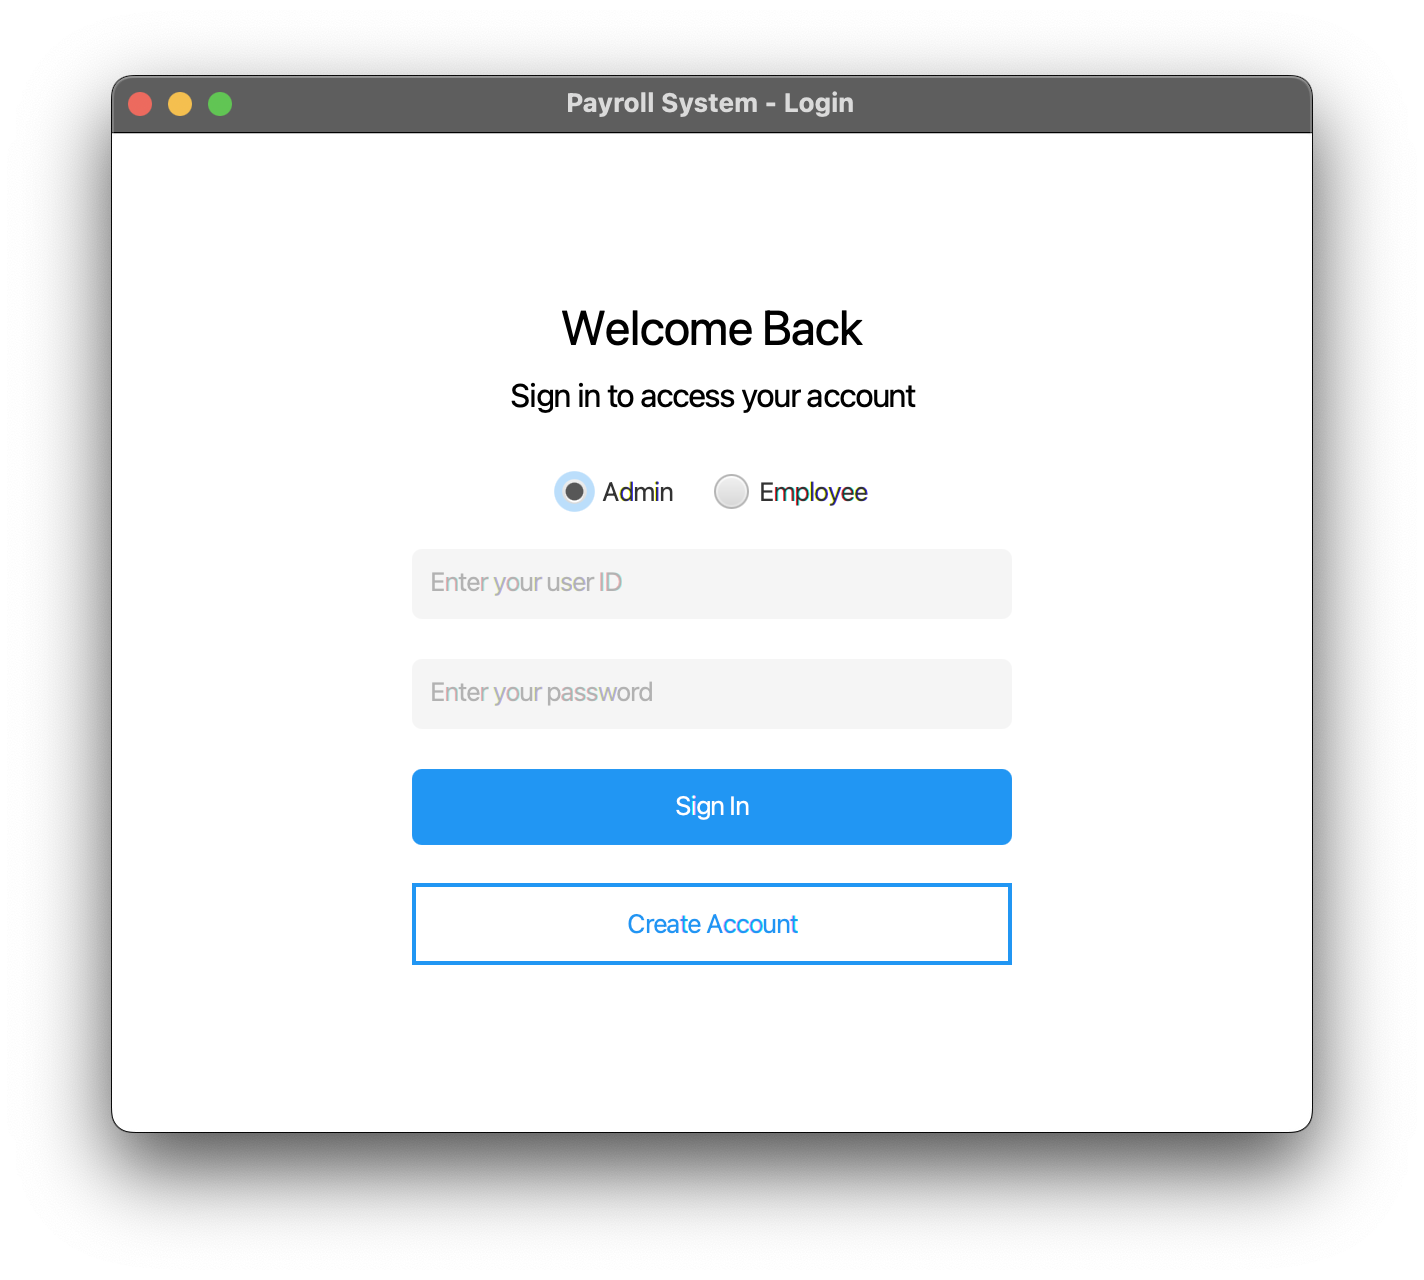 Payroll System - Login
Welcome Back
Sign in to access your account
Admin Employee
Enter your user ID
Enter your password
Sign In
Create Account